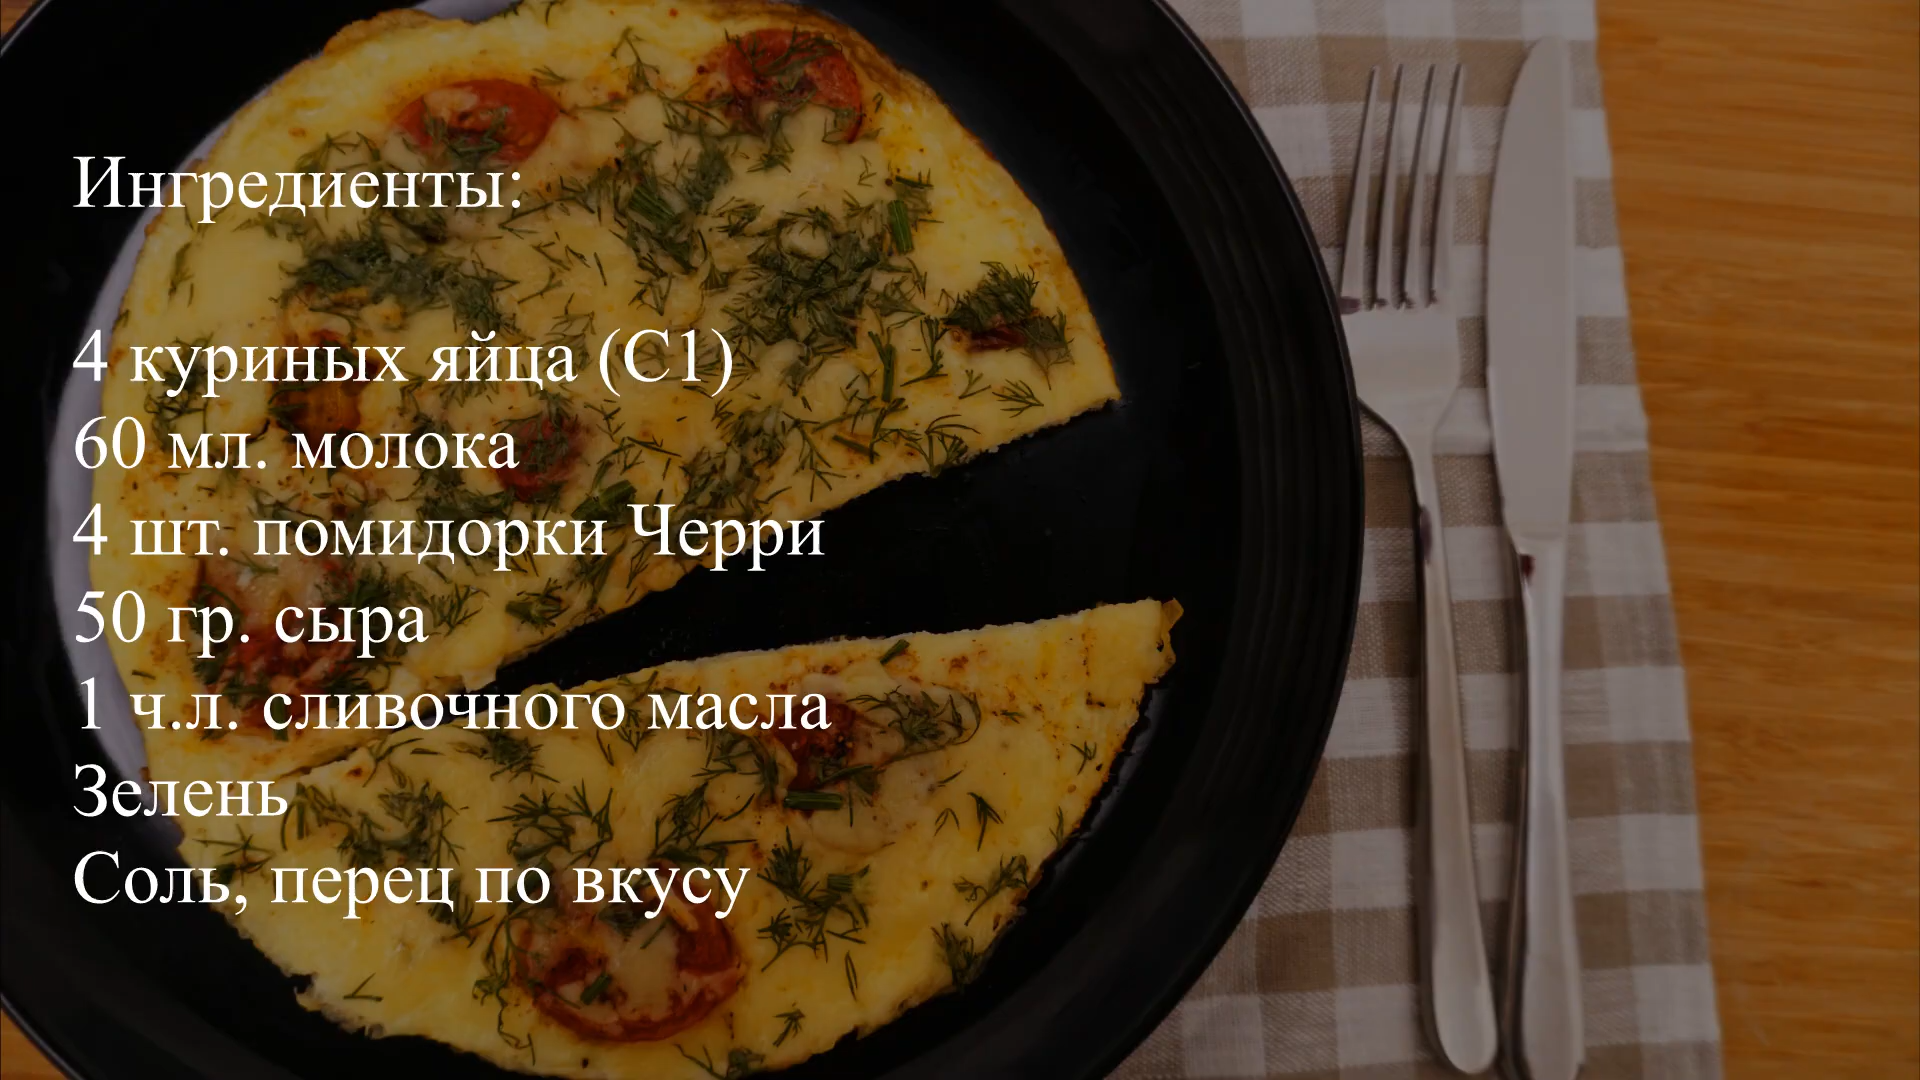 Ингредиенты:
4 куриных яйца (С1)
60 мл. молока
4 шт. помидорки Черри
50 гр. сыра
1 ч.л. сливочного масла
Зелень
Соль, перец по вкусу